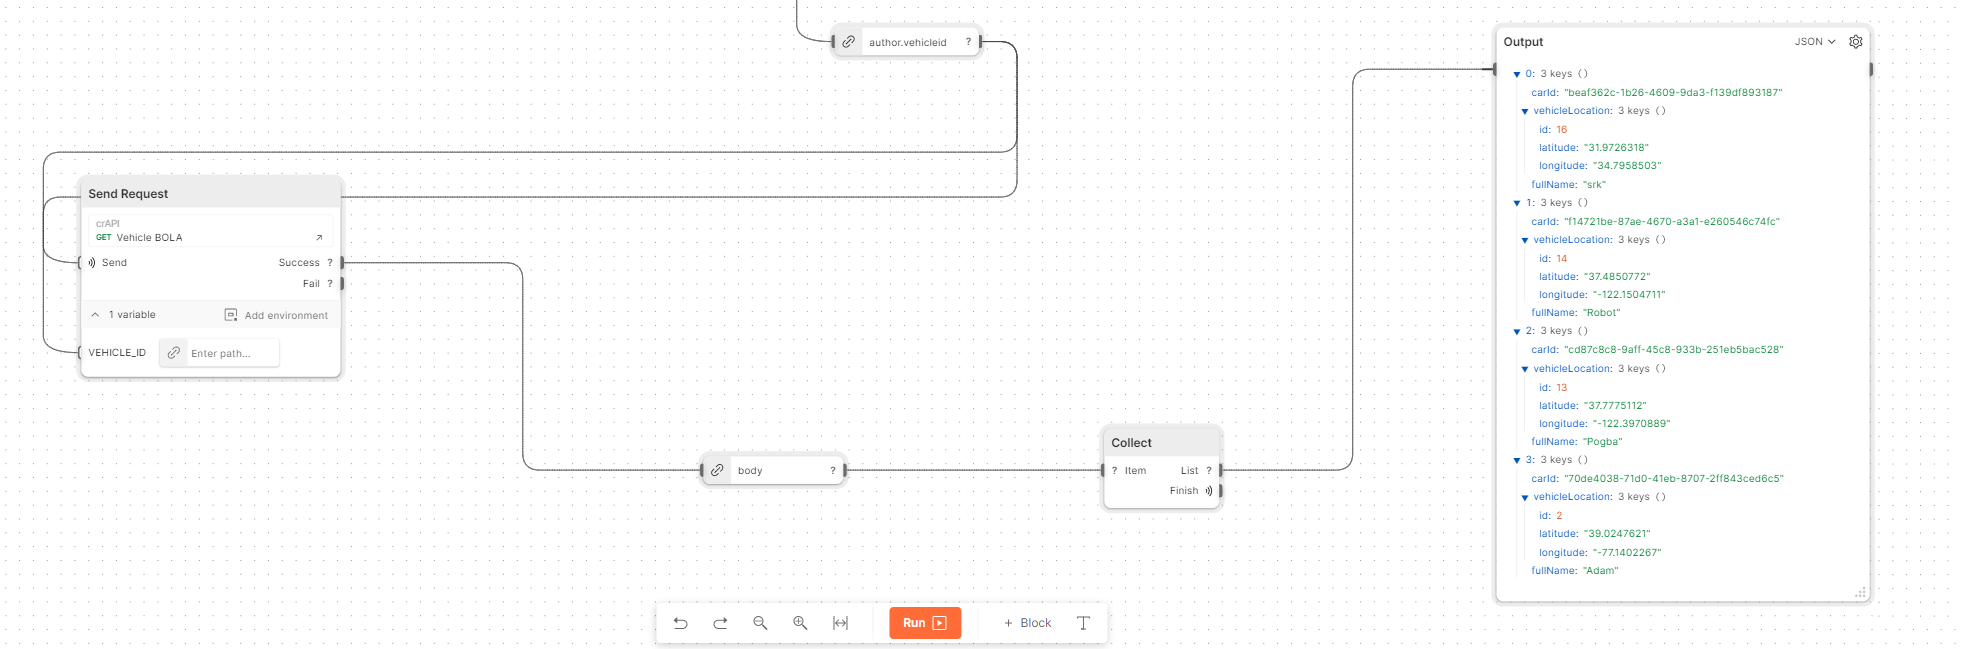 author.vehicleid ?
Send Request
crAPI
GET Vehicle BOLA
Send Success ?
Fail ?
1 variable Add environment
VEHICLE_ID Enter path...
body ?
Collect
? Item List ?
Finish
Output JSON
0: 3 keys ()
carId: "beaf362c-1b26-4609-9da3-f139df893187"
vehicleLocation: 3 keys ()
id: 16
latitude: "31.9726318"
longitude: "34.7958503"
fullName: "srk"
1: 3 keys ()
carId: "f14721be-87ae-4670-a3a1-e260546c74fc"
vehicleLocation: 3 keys ()
id: 14
latitude: "37.4850772"
longitude: "-122.1504711"
fullName: "Robot"
2: 3 keys ()
carId: "cd87c8c8-9aff-45c8-933b-251eb5bac528"
vehicleLocation: 3 keys ()
id: 13
latitude: "37.7775112"
longitude: "-122.3970889"
fullName: "Pogba"
3: 3 keys ()
carId: "70de4038-71d0-41eb-8707-2ff843ced6c5"
vehicleLocation: 3 keys ()
id: 2
latitude: "39.0247621"
longitude: "-77.1402267"
fullName: "Adam"
Run + Block T